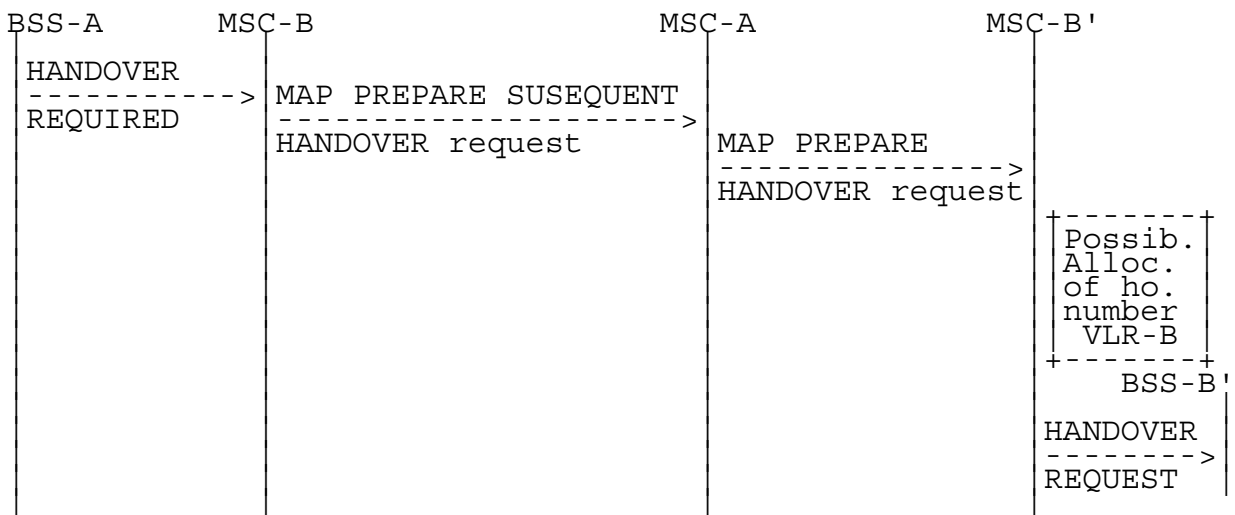 BSS-A MSC-B MSC-A MSC-B'
HANDOVER
REQUIRED
MAP PREPARE SUSEQUENT
HANDOVER request
MAP PREPARE
HANDOVER request
Possib.
Alloc.
of ho.
number
VLR-B
BSS-B'
HANDOVER
REQUEST